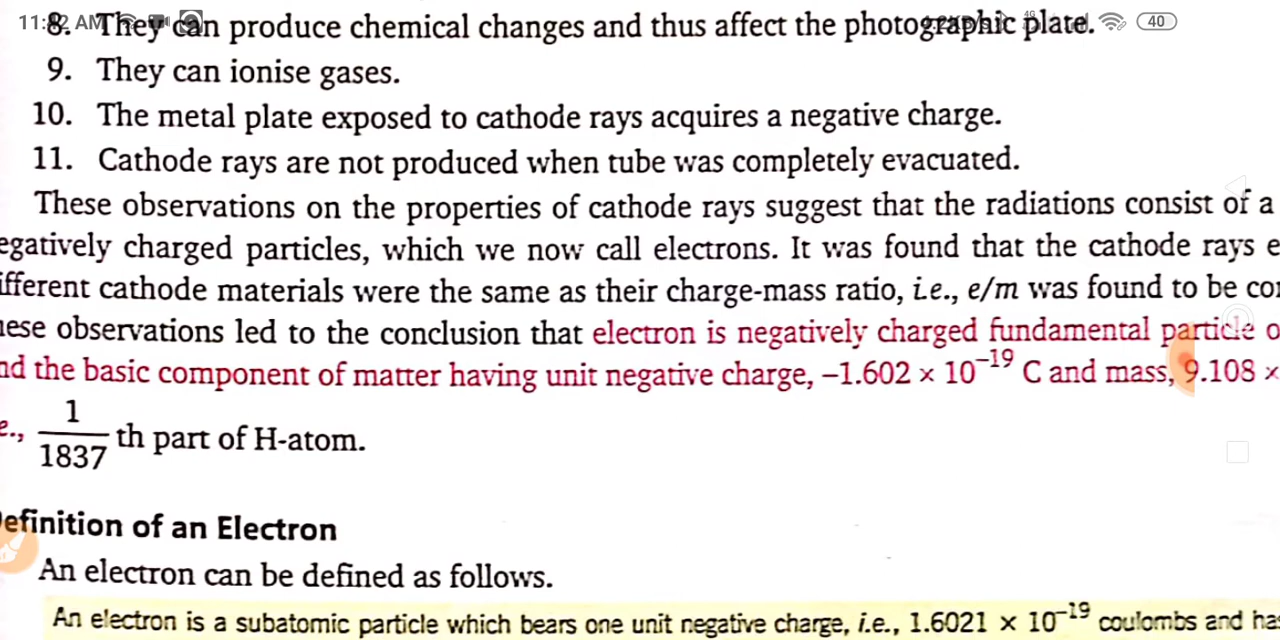 11:32 AM
40
8. They can produce chemical changes and thus affect the photographic plate.
9. They can ionise gases.
10. The metal plate exposed to cathode rays acquires a negative charge.
11. Cathode rays are not produced when tube was completely evacuated.
These observations on the properties of cathode rays suggest that the radiations consist of a
egatively charged particles, which we now call electrons. It was found that the cathode rays e
ifferent cathode materials were the same as their charge-mass ratio, i.e., e/m was found to be con
ese observations led to the conclusion that electron is negatively charged fundamental particle o
nd the basic component of matter having unit negative charge, –1.602 × 10⁻¹⁹ C and mass, 9.108 ×
e., 1/1837 th part of H-atom.
efinition of an Electron
An electron can be defined as follows.
An electron is a subatomic particle which bears one unit negative charge, i.e., 1.6021 × 10⁻¹⁹ coulombs and ha